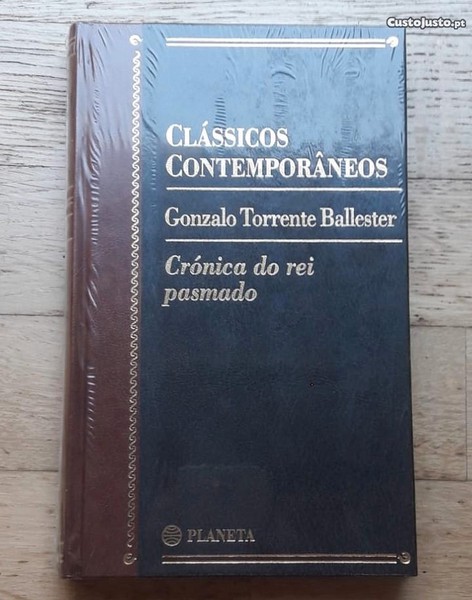 CustoJusto.pt
CLÁSSICOS
CONTEMPORÂNEOS
Gonzalo Torrente Ballester
Crónica do rei
pasmado
PLANETA